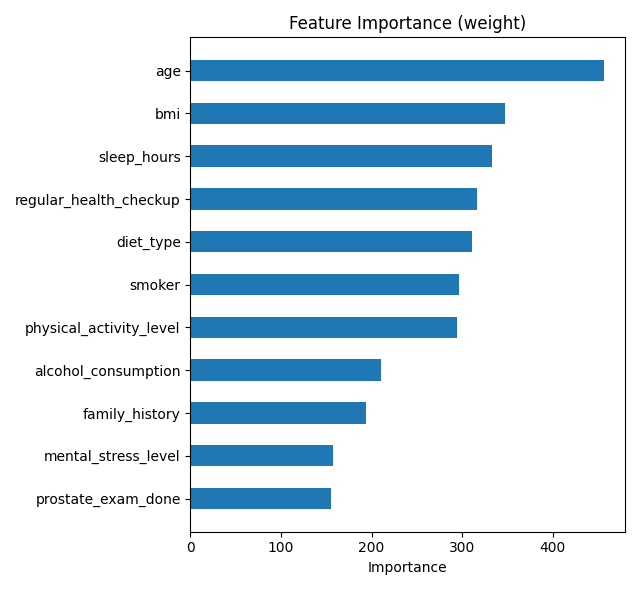 Feature Importance (weight)
age
bmi
sleep_hours
regular_health_checkup
diet_type
smoker
physical_activity_level
alcohol_consumption
family_history
mental_stress_level
prostate_exam_done
0 100 200 300 400
Importance